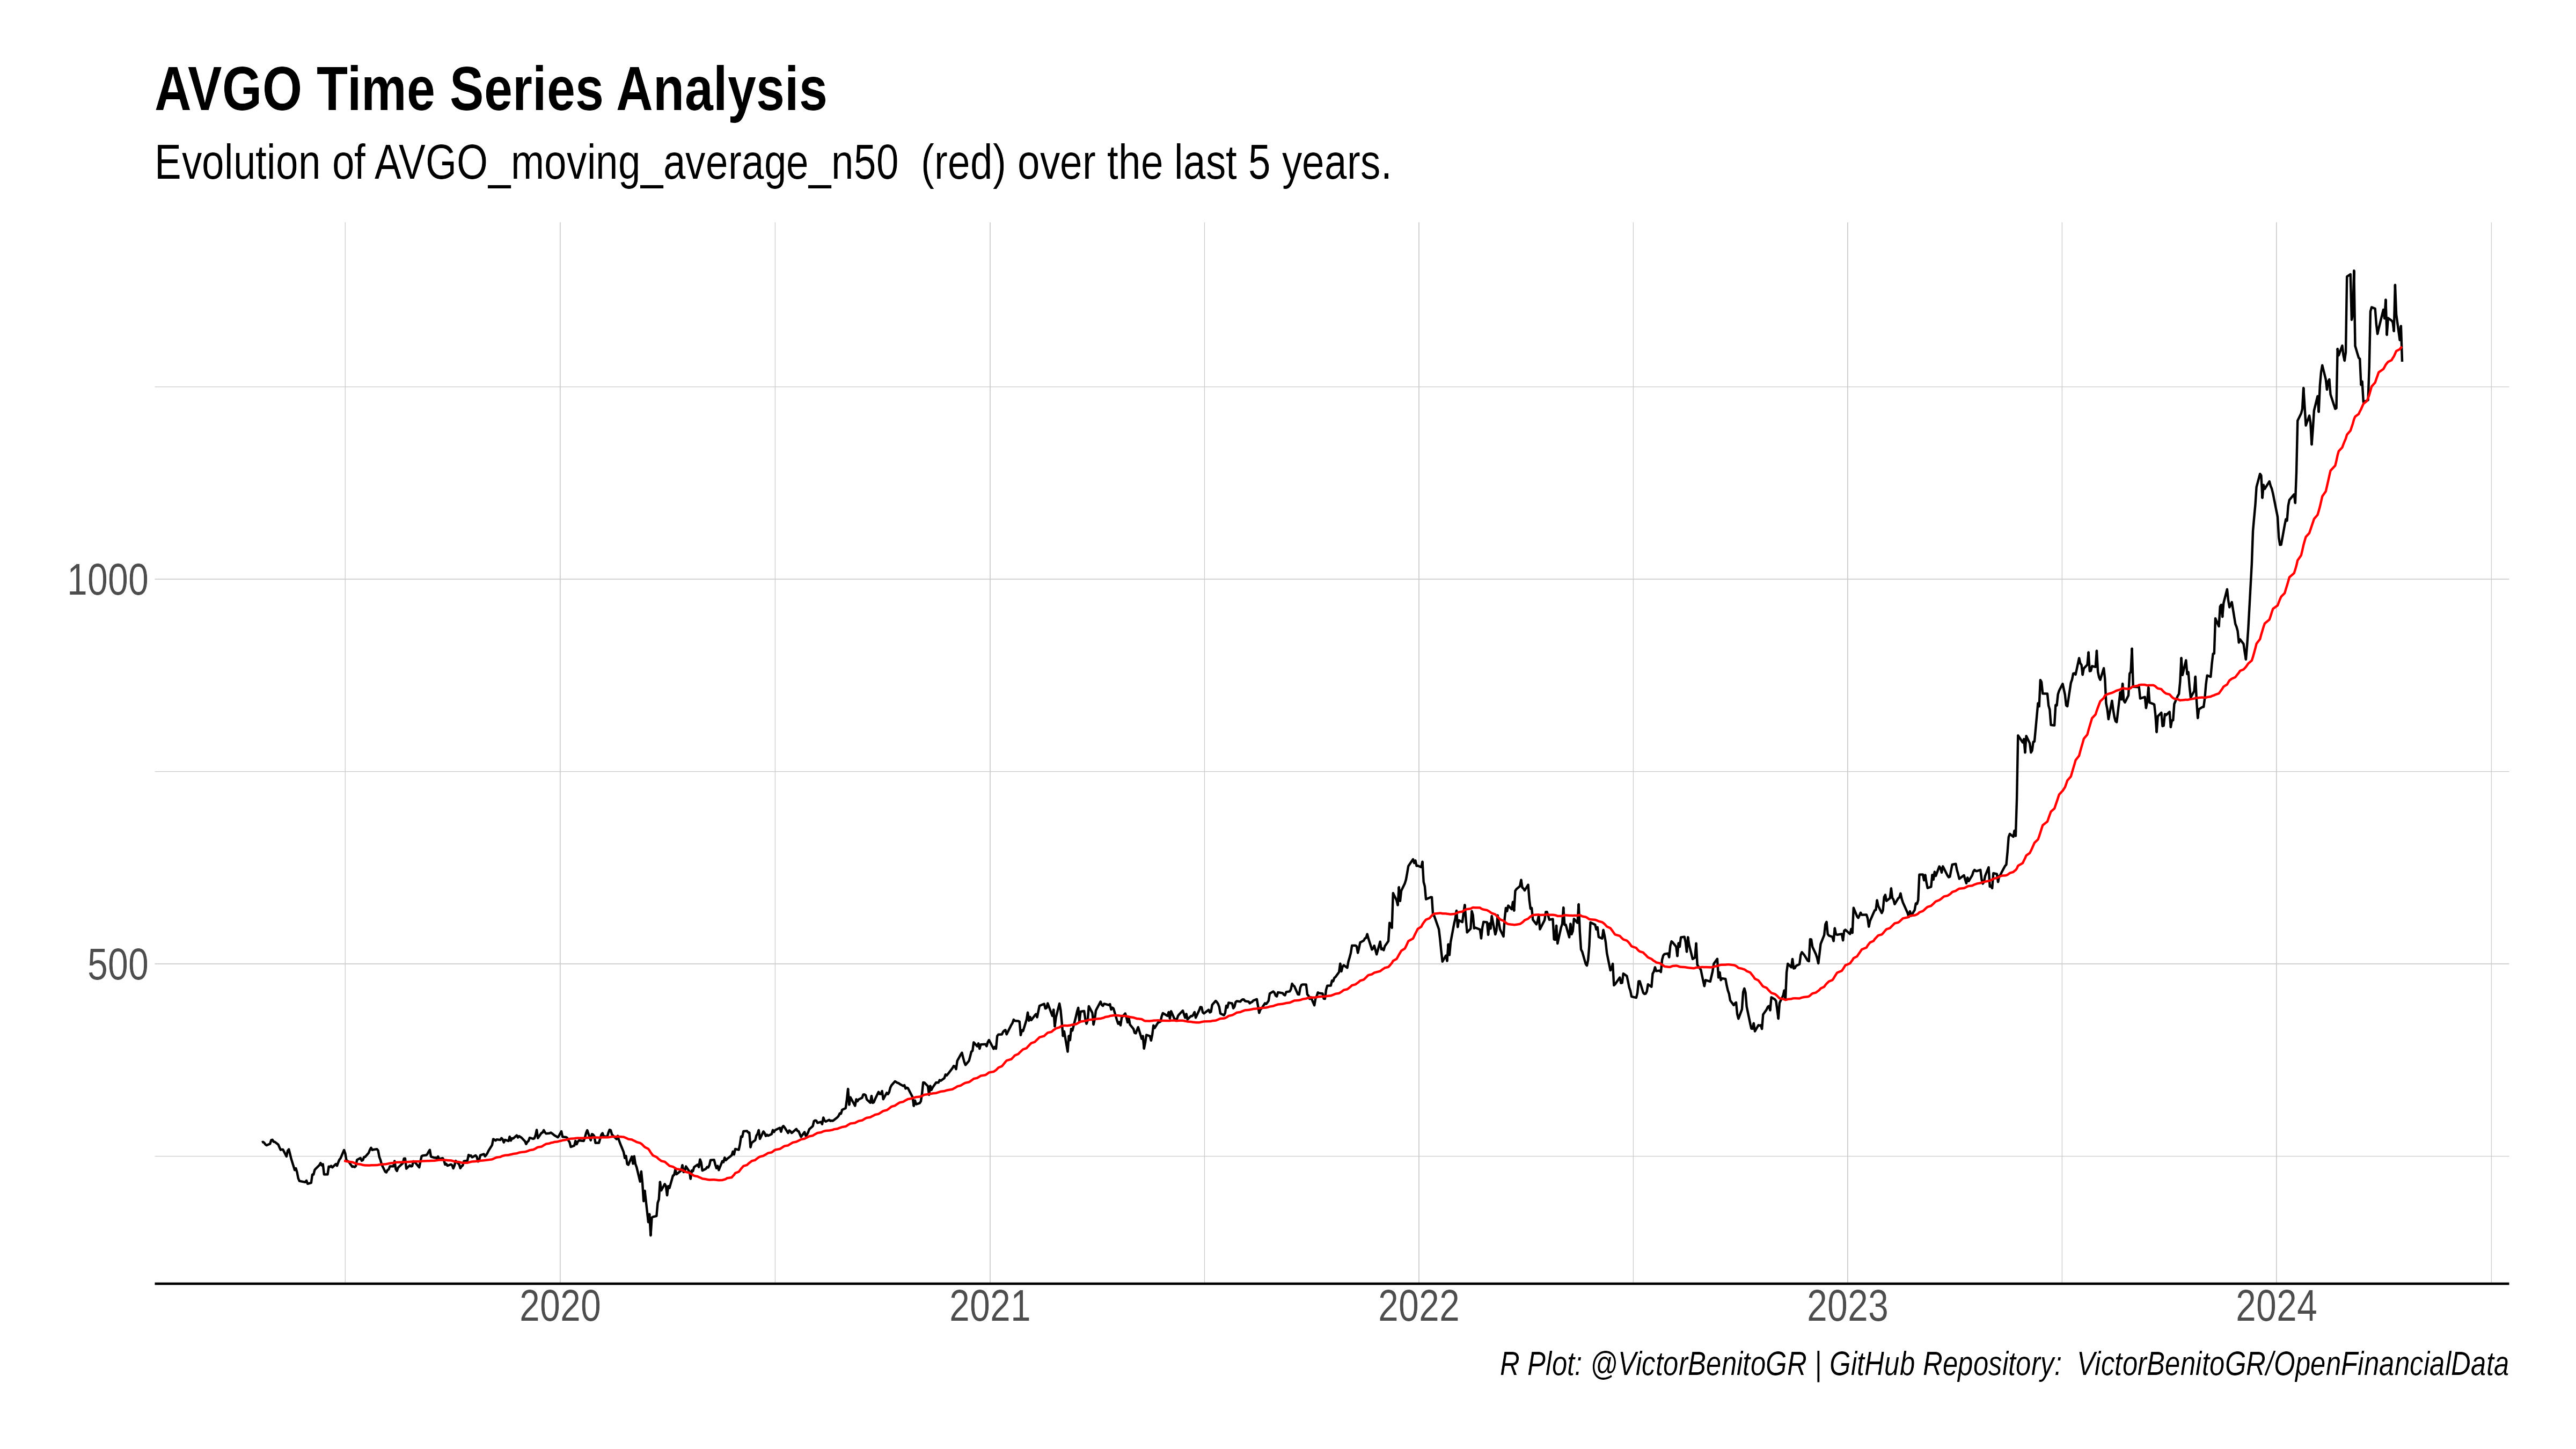 AVGO Time Series Analysis
Evolution of AVGO_moving_average_n50  (red) over the last 5 years.
1000
500
2020 2021 2022 2023 2024
R Plot: @VictorBenitoGR | GitHub Repository:  VictorBenitoGR/OpenFinancialData